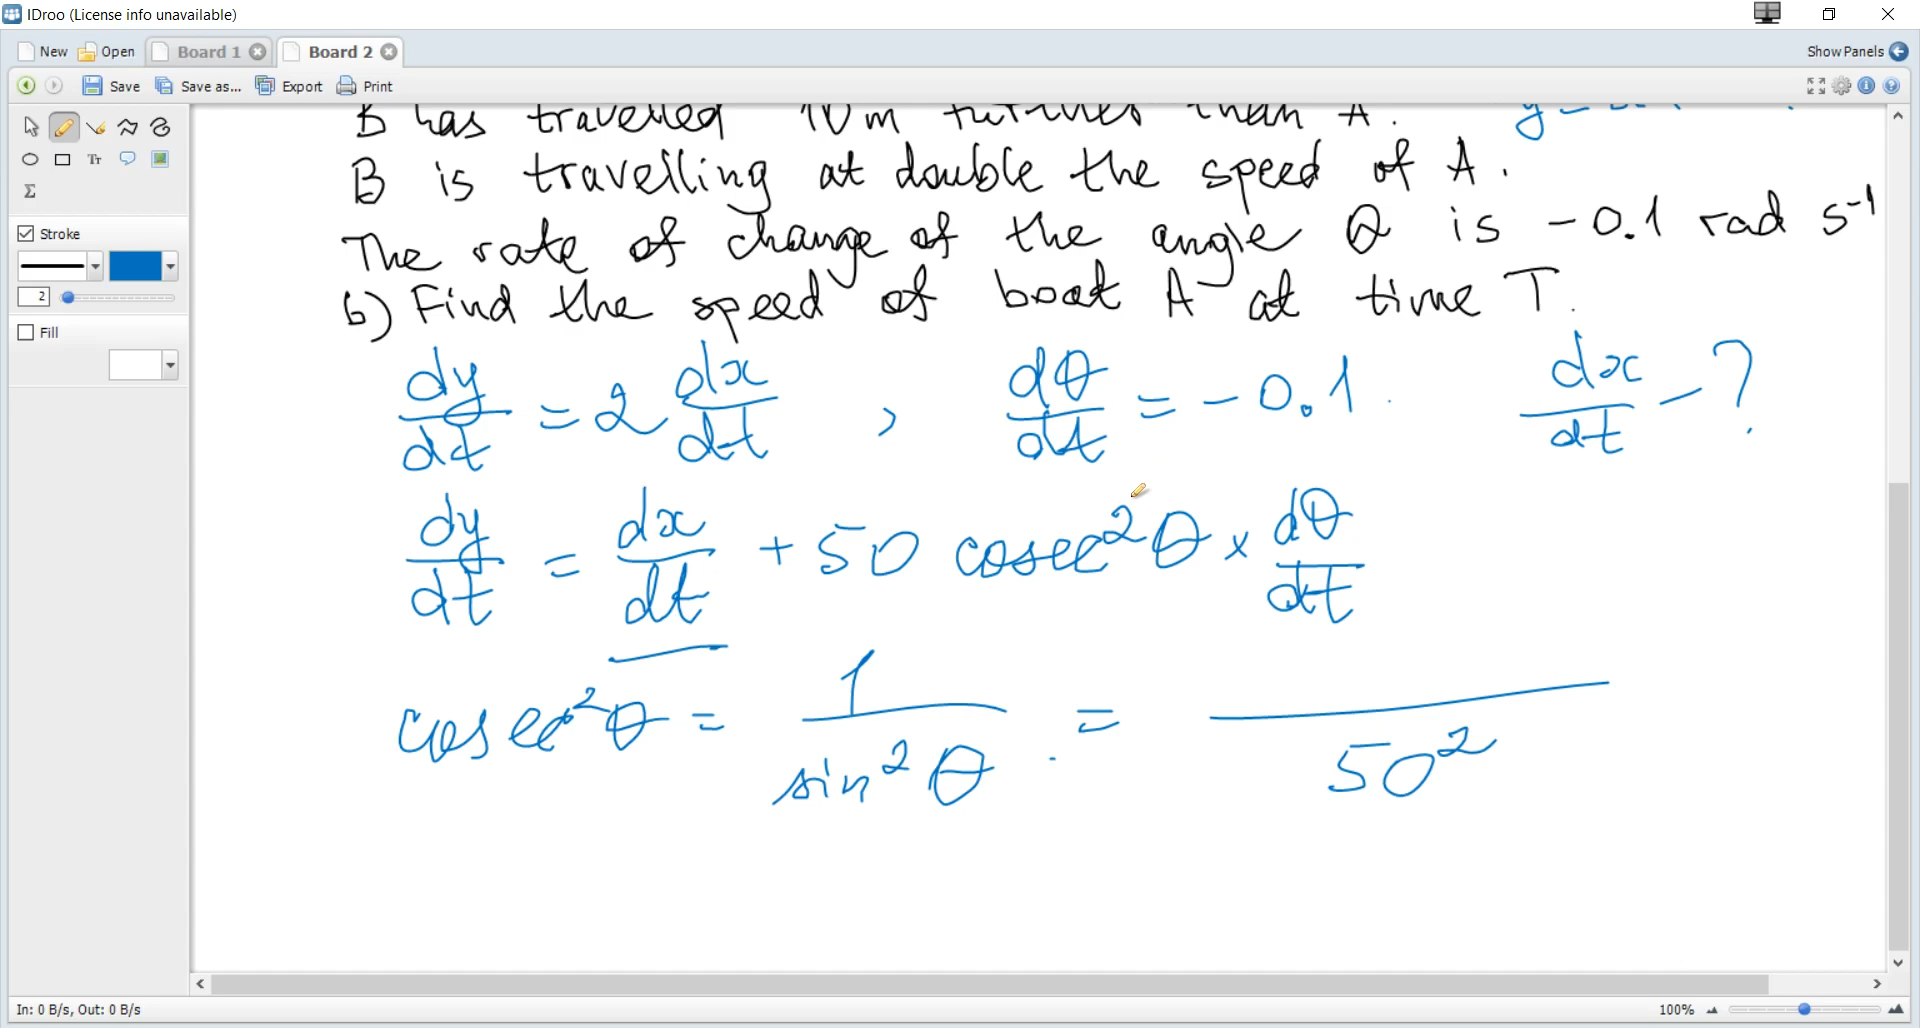 IDroo (License info unavailable)
New Open Board 1 Board 2 Show Panels
Save Save as... Export Print
B has travelled 10m further than A.
B is travelling at double the speed of A.
The rate of change of the angle θ is -0.1 rad s⁻¹
b) Find the speed of boat A at time T.
dy/dt = 2 dx/dt , dθ/dt = -0.1. dx/dt - ?
dy/dt = dx/dt + 50 cosec²θ × dθ/dt
cosec²θ = 1/sin²θ = /50²
Tr
Σ
Stroke
2
Fill
In: 0 B/s, Out: 0 B/s 100%